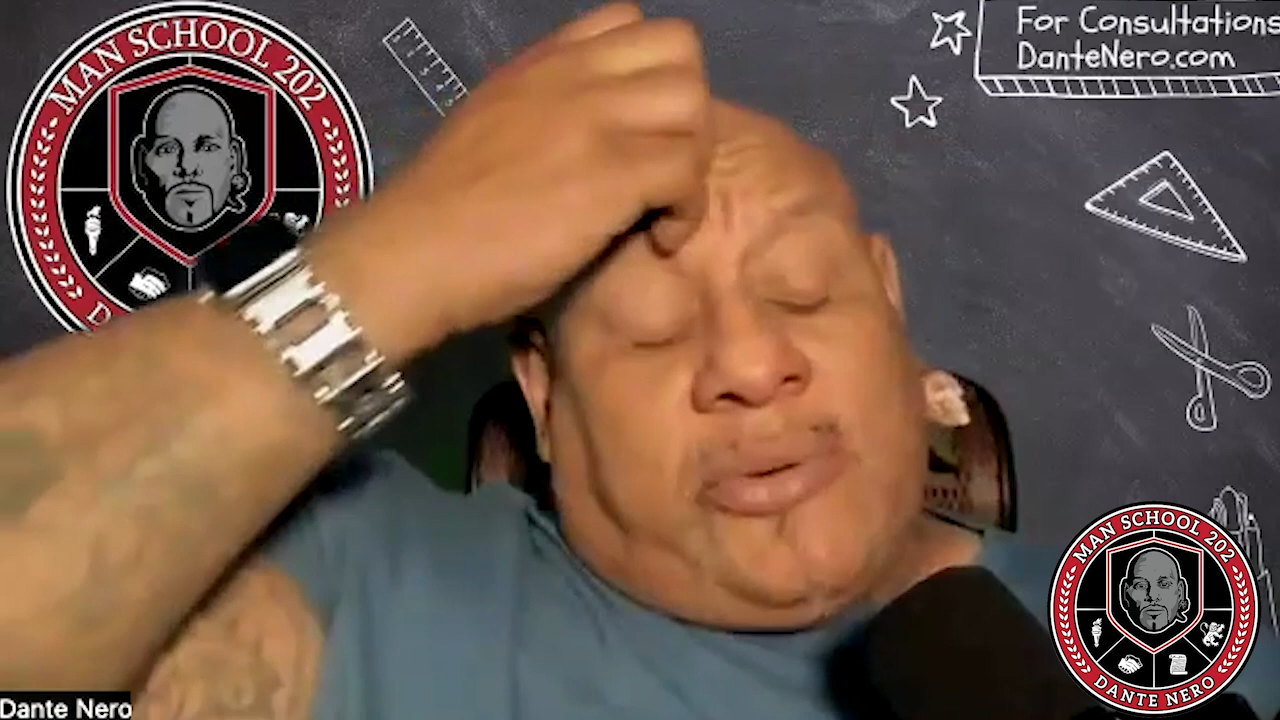 MAN SCHOOL 202
D
For Consultations
DanteNero.com
MAN SCHOOL 202
DANTE NERO
Dante Nero